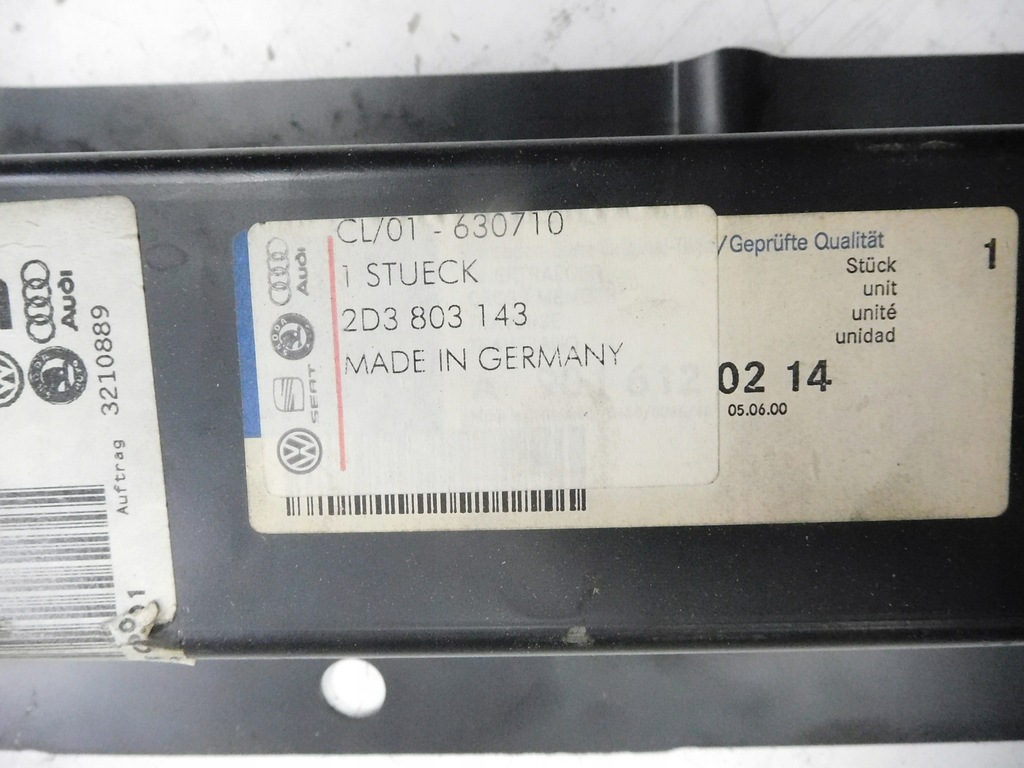 Audi
3210889
Auftrag
Audi
SEAT
CL/01 - 630710
1 STUECK
2D3 803 143
MADE IN GERMANY
/Geprüfte Qualität
1
Stück
unit
unité
unidad
02 14
05.06.00